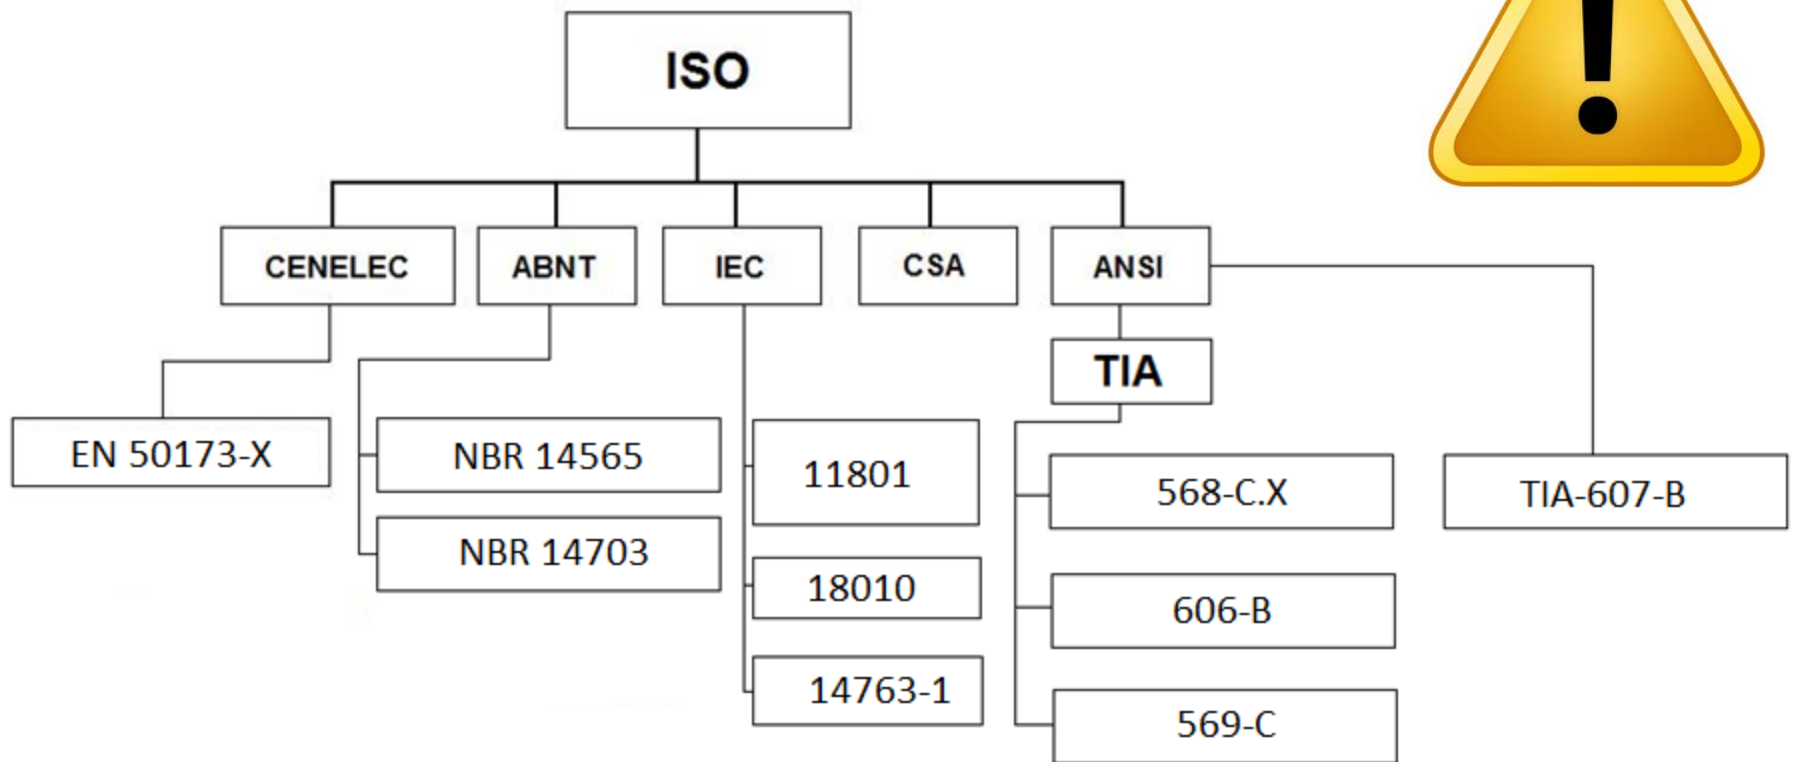 ISO
CENELEC
ABNT
IEC
CSA
ANSI
TIA
EN 50173-X
NBR 14565
NBR 14703
11801
18010
14763-1
568-C.X
606-B
569-C
TIA-607-B
!